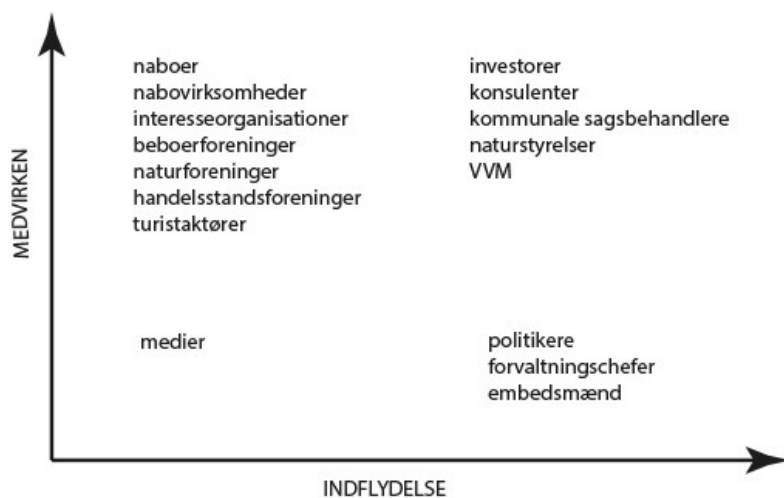 MEDVIRKEN
naboer
nabovirksomheder
interesseorganisationer
beboerforeninger
naturforeninger
handelsstandsforeninger
turistaktører
investorer
konsulenter
kommunale sagsbehandlere
naturstyrelser
VVM
medier
politikere
forvaltningschefer
embedsmænd
INDFLYDELSE